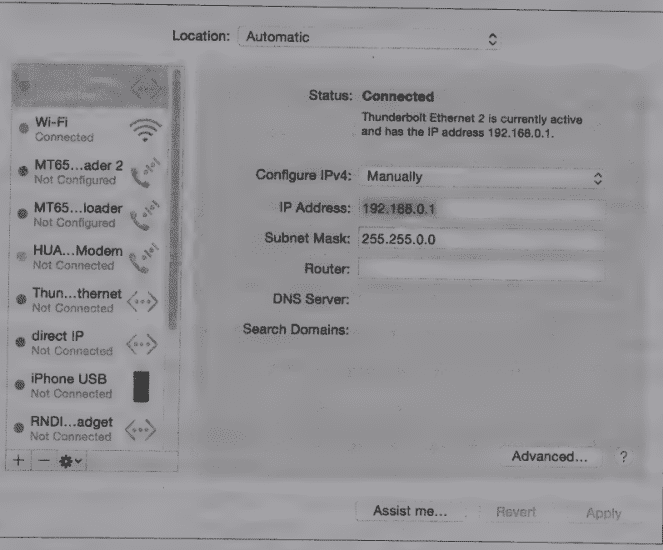 Location: Automatic
Wi-Fi
Connected
MT65...ader 2
Not Configured
MT65...loader
Not Configured
HUA...Modem
Not Connected
Thun...thernet
Not Connected
direct IP
Not Connected
iPhone USB
Not Connected
RNDI...adget
Not Connected
Status: Connected
Thunderbolt Ethernet 2 is currently active
and has the IP address 192.168.0.1.
Configure IPv4: Manually
IP Address: 192.168.0.1
Subnet Mask: 255.255.0.0
Router:
DNS Server:
Search Domains:
Advanced... ?
Assist me... Revert Apply